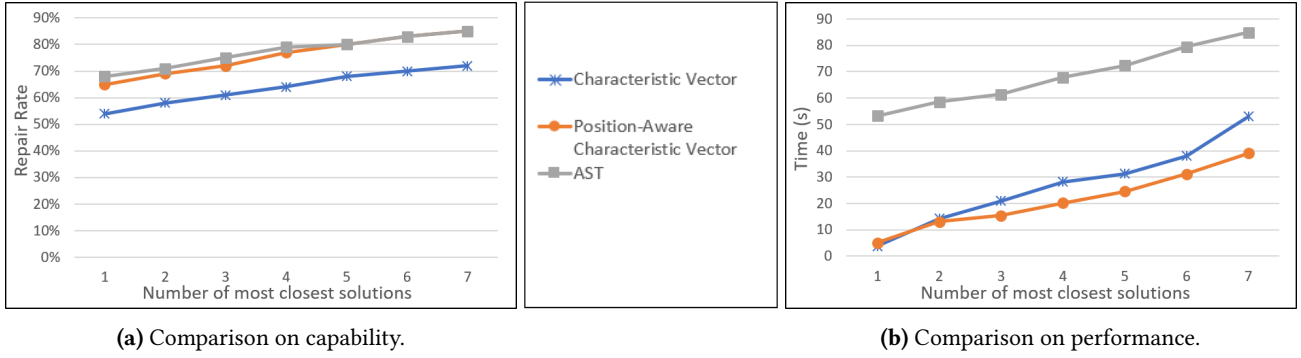 90%
80%
70%
60%
50%
40%
30%
20%
10%
0%
Repair Rate
1 2 3 4 5 6 7
Number of most closest solutions
Characteristic Vector
Position-Aware
Characteristic Vector
AST
90
80
70
60
50
40
30
20
10
0
Time (s)
1 2 3 4 5 6 7
Number of most closest solutions
(a) Comparison on capability.
(b) Comparison on performance.